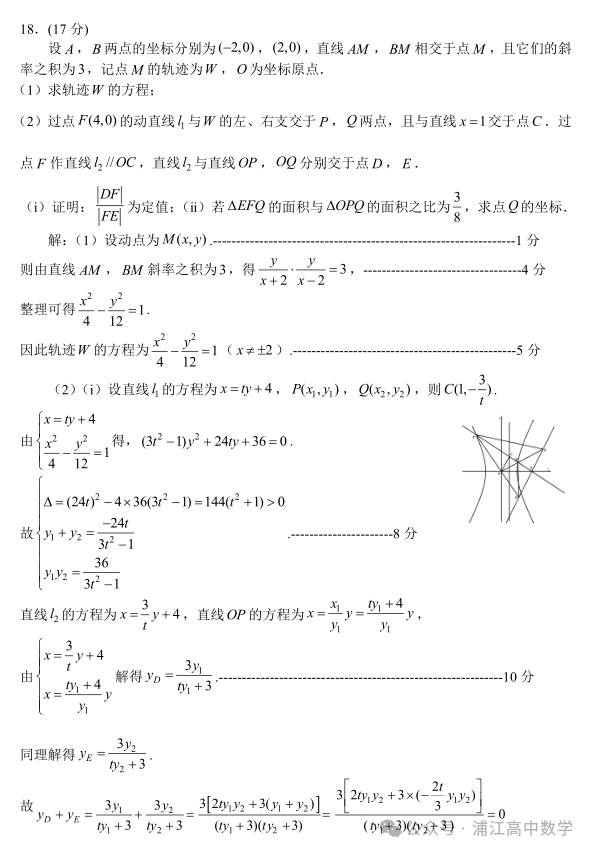 18. (17 分)
设 A，B 两点的坐标分别为 (−2,0)，(2,0)，直线 AM，BM 相交于点 M，且它们的斜
率之积为 3，记点 M 的轨迹为 W，O 为坐标原点.
（1）求轨迹 W 的方程;
（2）过点 F(4,0) 的动直线 l₁ 与 W 的左、右支交于 P，Q 两点，且与直线 x=1 交于点 C．过
点 F 作直线 l₂ // OC，直线 l₂ 与直线 OP，OQ 分别交于点 D，E．
（i）证明：|DF|/|FE| 为定值;（ii）若 ΔEFQ 的面积与 ΔOPQ 的面积之比为 3/8，求点 Q 的坐标．
解:（1）设动点为 M(x,y).-----------------------------------------------------------------1 分
则由直线 AM，BM 斜率之积为 3，得 y/(x+2)·y/(x−2)=3，----------------------------------4 分
整理可得 x²/4−y²/12=1.
因此轨迹 W 的方程为 x²/4−y²/12=1（x≠±2）.------------------------------------------------5 分
（2）（i）设直线 l₁ 的方程为 x=ty+4，P(x₁,y₁)，Q(x₂,y₂)，则 C(1,−3/t).
由 { x=ty+4
x²/4−y²/12=1 得，(3t²−1)y²+24ty+36=0.
故 { Δ=(24t)²−4×36(3t²−1)=144(t²+1)>0
y₁+y₂=−24t/(3t²−1) .-----------------------8 分
y₁y₂=36/(3t²−1)
直线 l₂ 的方程为 x=(3/t)y+4，直线 OP 的方程为 x=(x₁/y₁)y=((ty₁+4)/y₁)y，
由 { x=(3/t)y+4
x=((ty₁+4)/y₁)y 解得 y_D=3y₁/(ty₁+3).-------------------------------------------------------------10 分
同理解得 y_E=3y₂/(ty₂+3).
故 y_D+y_E=3y₁/(ty₁+3)+3y₂/(ty₂+3)=3[2ty₁y₂+3(y₁+y₂)]/((ty₁+3)(ty₂+3))=3[2ty₁y₂+3×(−(2t/3)y₁y₂)]/((ty₁+3)(ty₂+3))=0
公众号 · 浦江高中数学